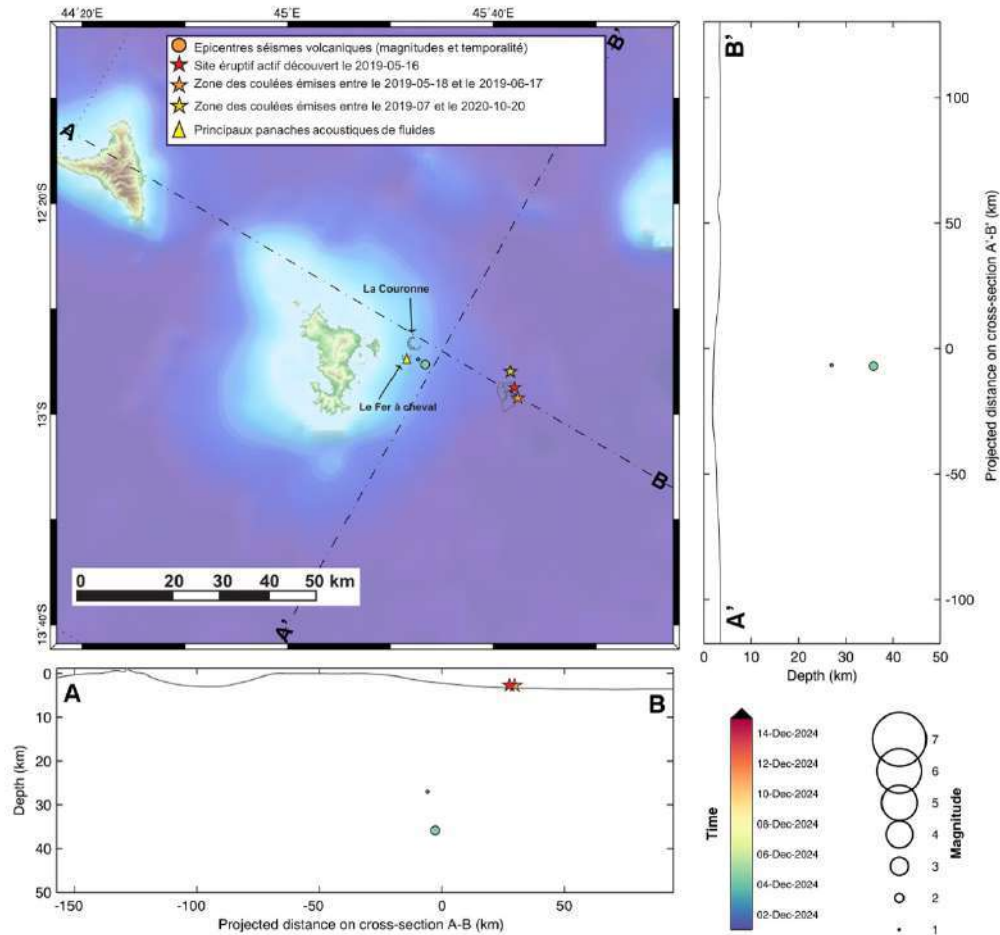 44˚20'E
45˚E
45˚40'E
Epicentres séismes volcaniques (magnitudes et temporalité)
Site éruptif actif découvert le 2019-05-16
Zone des coulées émises entre le 2019-05-18 et le 2019-06-17
Zone des coulées émises entre le 2019-07 et le 2020-10-20
Principaux panaches acoustiques de fluides
B'
A
12˚20'S
La Couronne
Le Fer à cheval
13˚S
B
0 20 30 40 50 km
13˚40'S
A'
B'
100
50
0
-50
-100
Projected distance on cross-section A'-B' (km)
A'
0 10 20 30 40 50
Depth (km)
A
B
0
10
20
30
40
50
Depth (km)
-150 -100 -50 0 50
Projected distance on cross-section A-B (km)
Time
14-Dec-2024
12-Dec-2024
10-Dec-2024
08-Dec-2024
06-Dec-2024
04-Dec-2024
02-Dec-2024
7
6
5
4
3
2
1
Magnitude